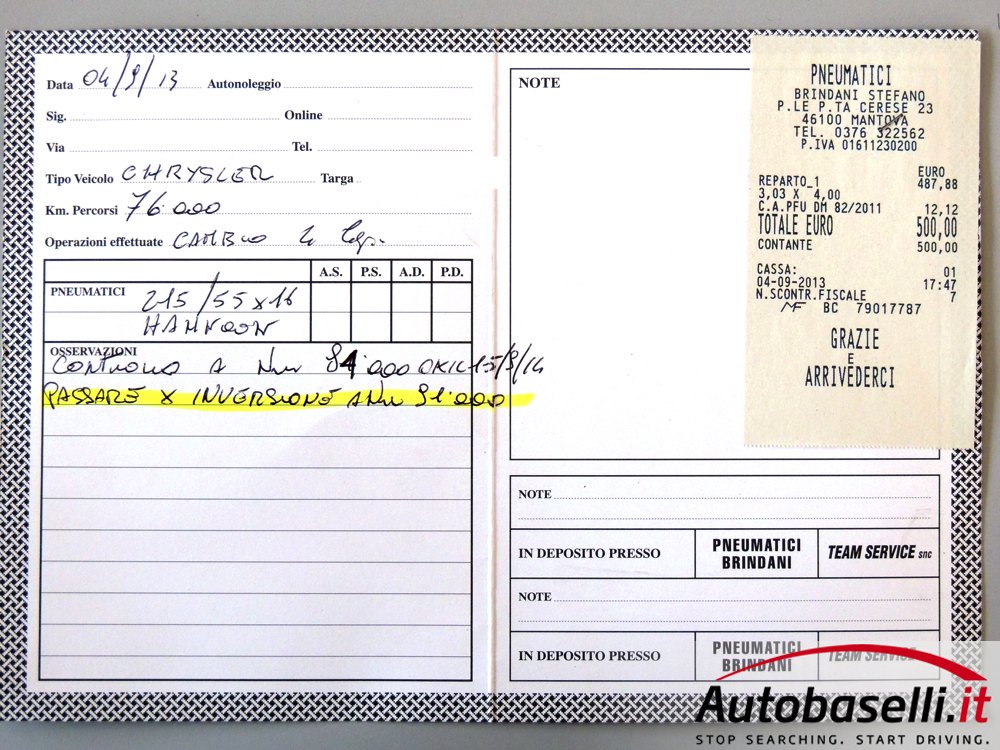 Data 04/9/13 Autonoleggio
Sig. Online
Via Tel.
Tipo Veicolo CHRYSLER Targa
Km. Percorsi 76.000
Operazioni effettuate CAMBIO 4
A.S. P.S. A.D. P.D.
PNEUMATICI 215/55x16
HANKOOK
OSSERVAZIONI
CONTROLLO A 84.000 OK IL 15/9/14
PASSARE X INVERSIONE A 91.000
NOTE
PNEUMATICI
BRINDANI STEFANO
P.LE P.TA CERESE 23
46100 MANTOVA
TEL. 0376 322562
P.IVA 01611230200
EURO
REPARTO_1 487,88
3,03 X 4,00
C.A.PFU DM 82/2011 12,12
TOTALE EURO 500,00
CONTANTE 500,00
CASSA: 01
04-09-2013 17:47
N.SCONTR.FISCALE 7
MF BC 79017787
GRAZIE
E
ARRIVEDERCI
NOTE
IN DEPOSITO PRESSO PNEUMATICI BRINDANI TEAM SERVICE snc
NOTE
IN DEPOSITO PRESSO PNEUMATICI BRINDANI TEAM SERVICE
Autobaselli.it
STOP SEARCHING. START DRIVING.